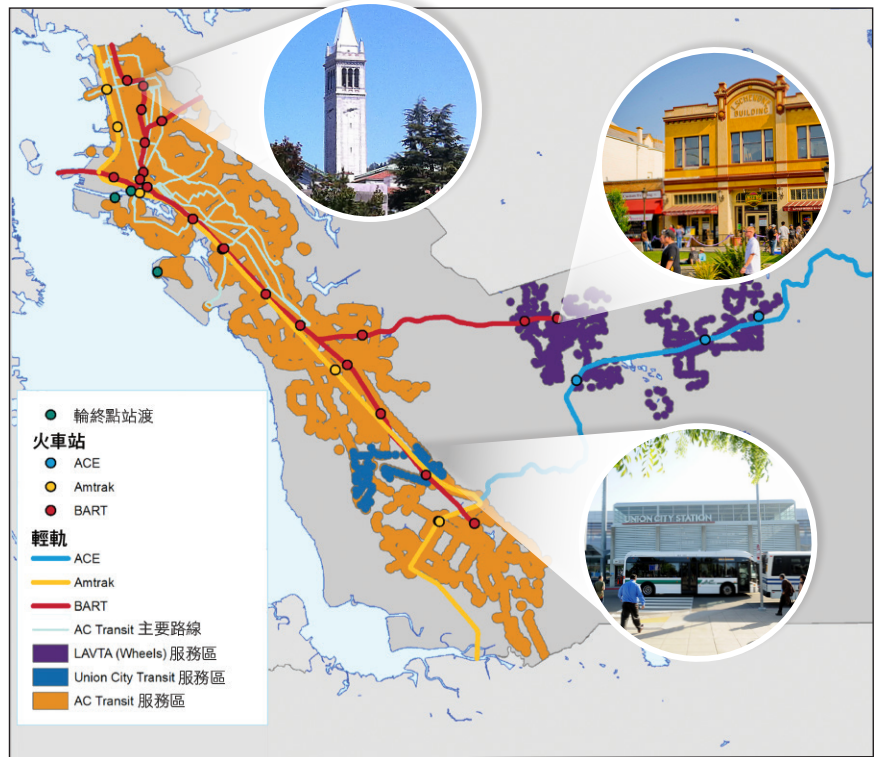 LOCHEAD
BUILDING
UNION CITY STATION
輪終點站渡
火車站
ACE
Amtrak
BART
輕軌
ACE
Amtrak
BART
AC Transit 主要路線
LAVTA (Wheels) 服務區
Union City Transit 服務區
AC Transit 服務區